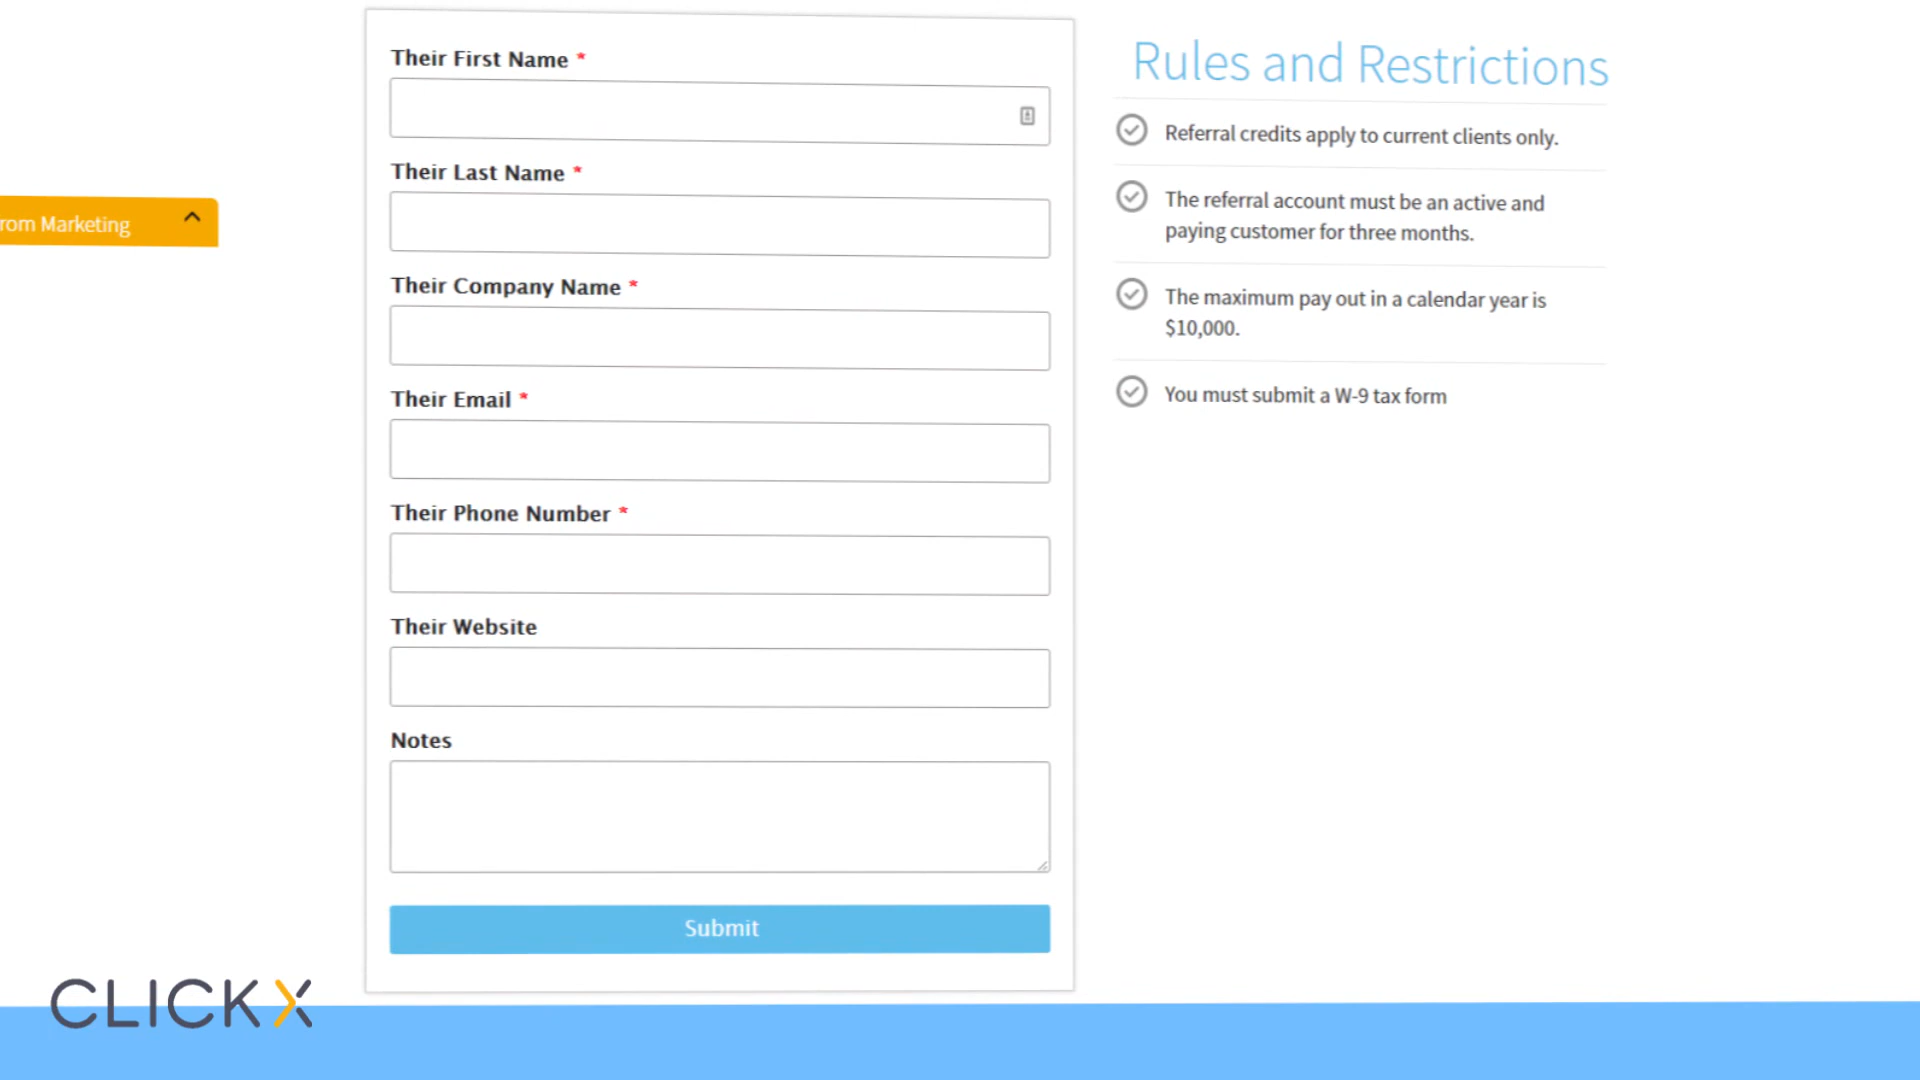 Their First Name *
Their Last Name *
Their Company Name *
Their Email *
Their Phone Number *
Their Website
Notes
Submit
Rules and Restrictions
Referral credits apply to current clients only.
The referral account must be an active and
paying customer for three months.
The maximum pay out in a calendar year is
$10,000.
You must submit a W-9 tax form
rom Marketing
CLICKX